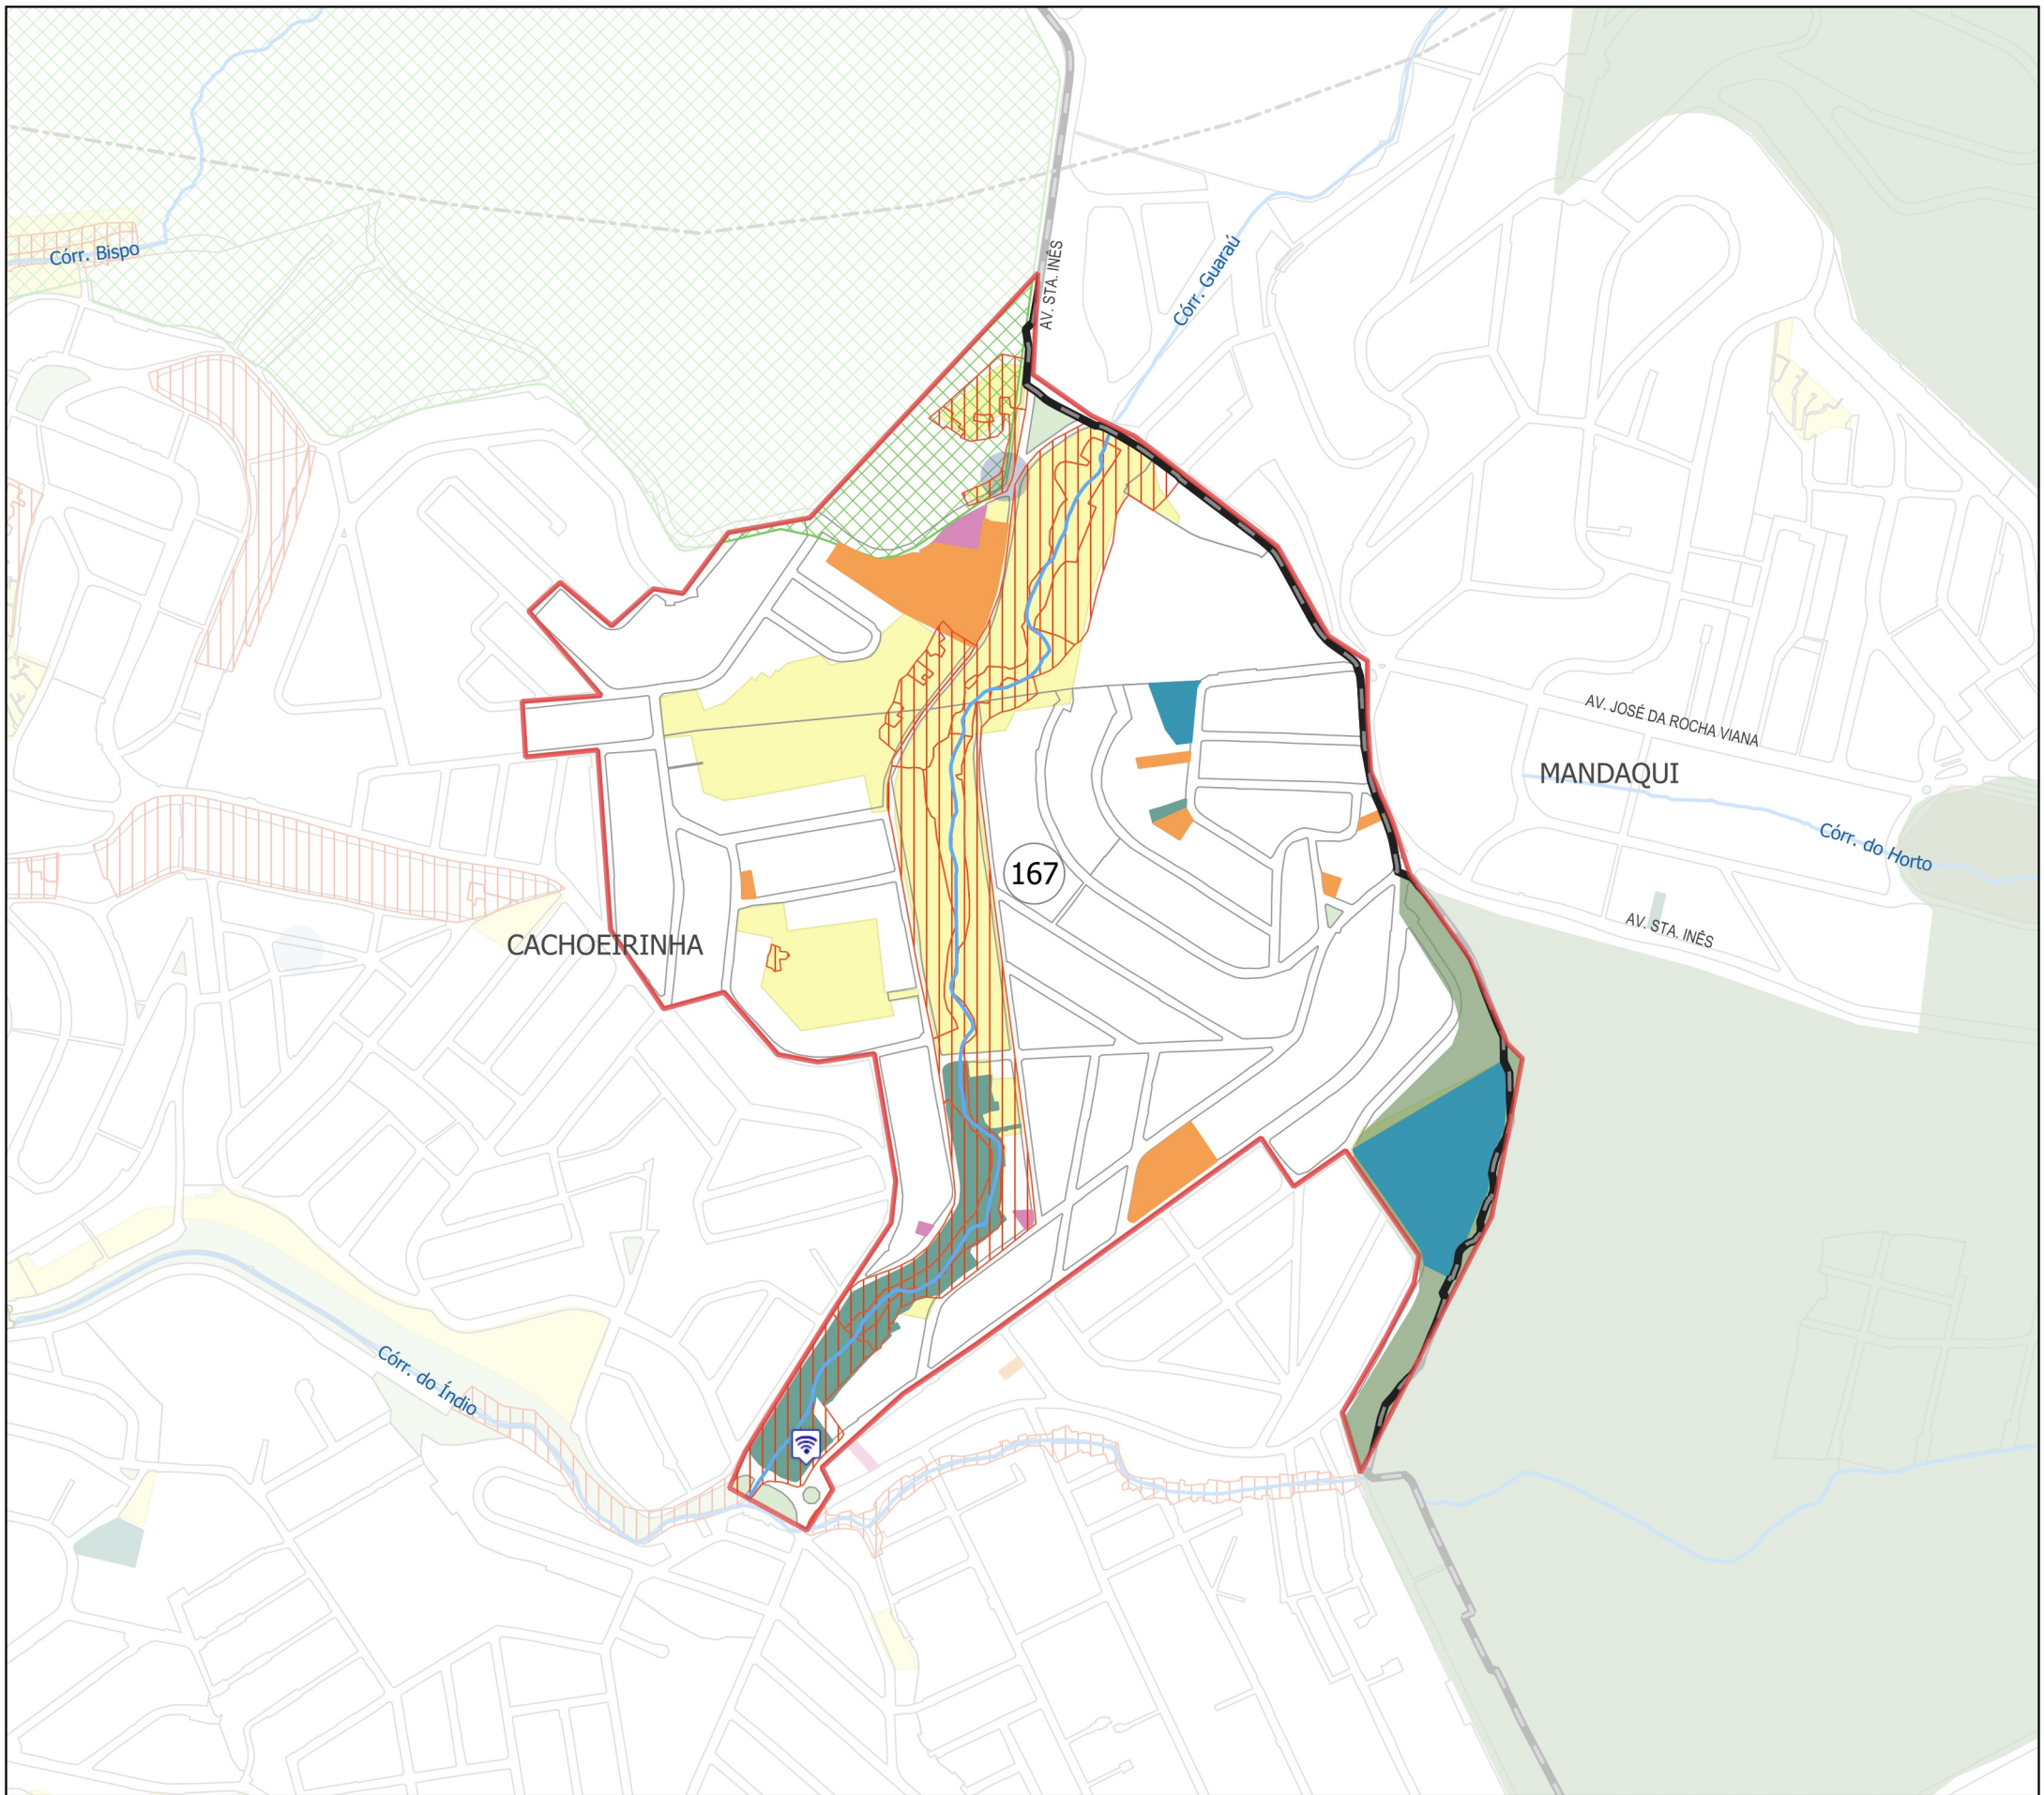 Córr. Bispo
AV. STA. INÊS
Córr. Guaraú
AV. JOSÉ DA ROCHA VIANA
MANDAQUI
Córr. do Horto
167
AV. STA. INÊS
CACHOEIRINHA
Córr. do Índio